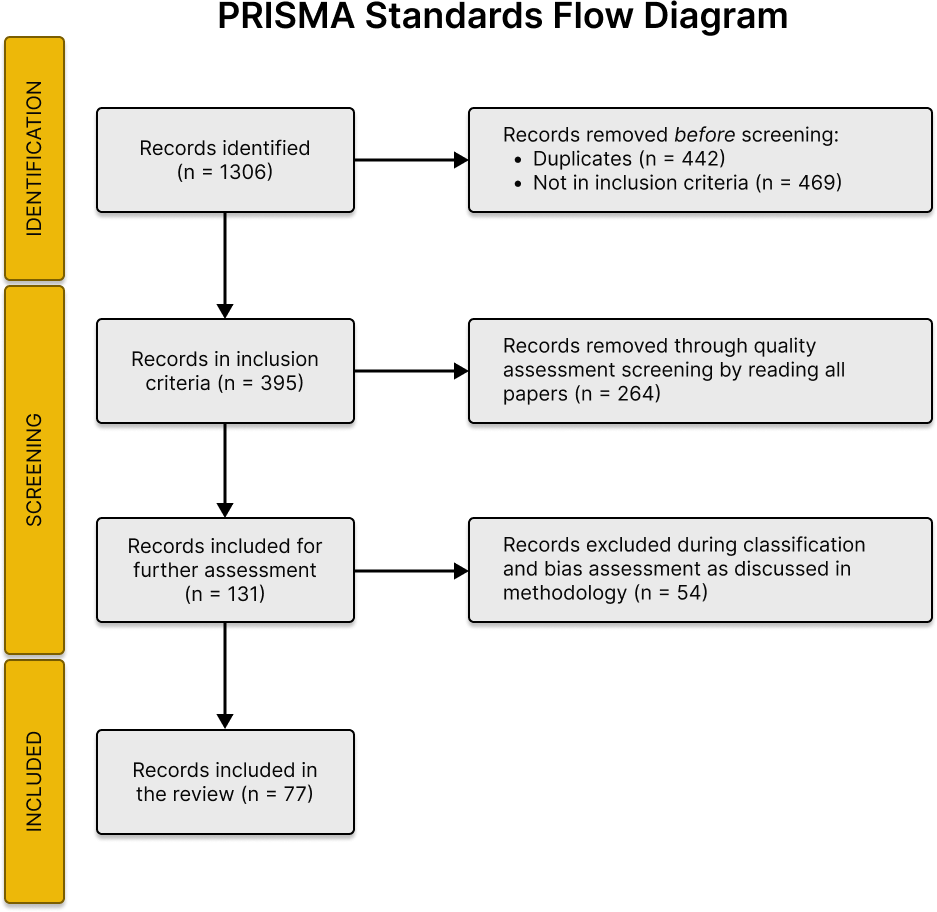 PRISMA Standards Flow Diagram
IDENTIFICATION
Records identified
(n = 1306)
Records removed before screening:
• Duplicates (n = 442)
• Not in inclusion criteria (n = 469)
SCREENING
Records in inclusion
criteria (n = 395)
Records removed through quality
assessment screening by reading all
papers (n = 264)
Records included for
further assessment
(n = 131)
Records excluded during classification
and bias assessment as discussed in
methodology (n = 54)
INCLUDED
Records included in
the review (n = 77)